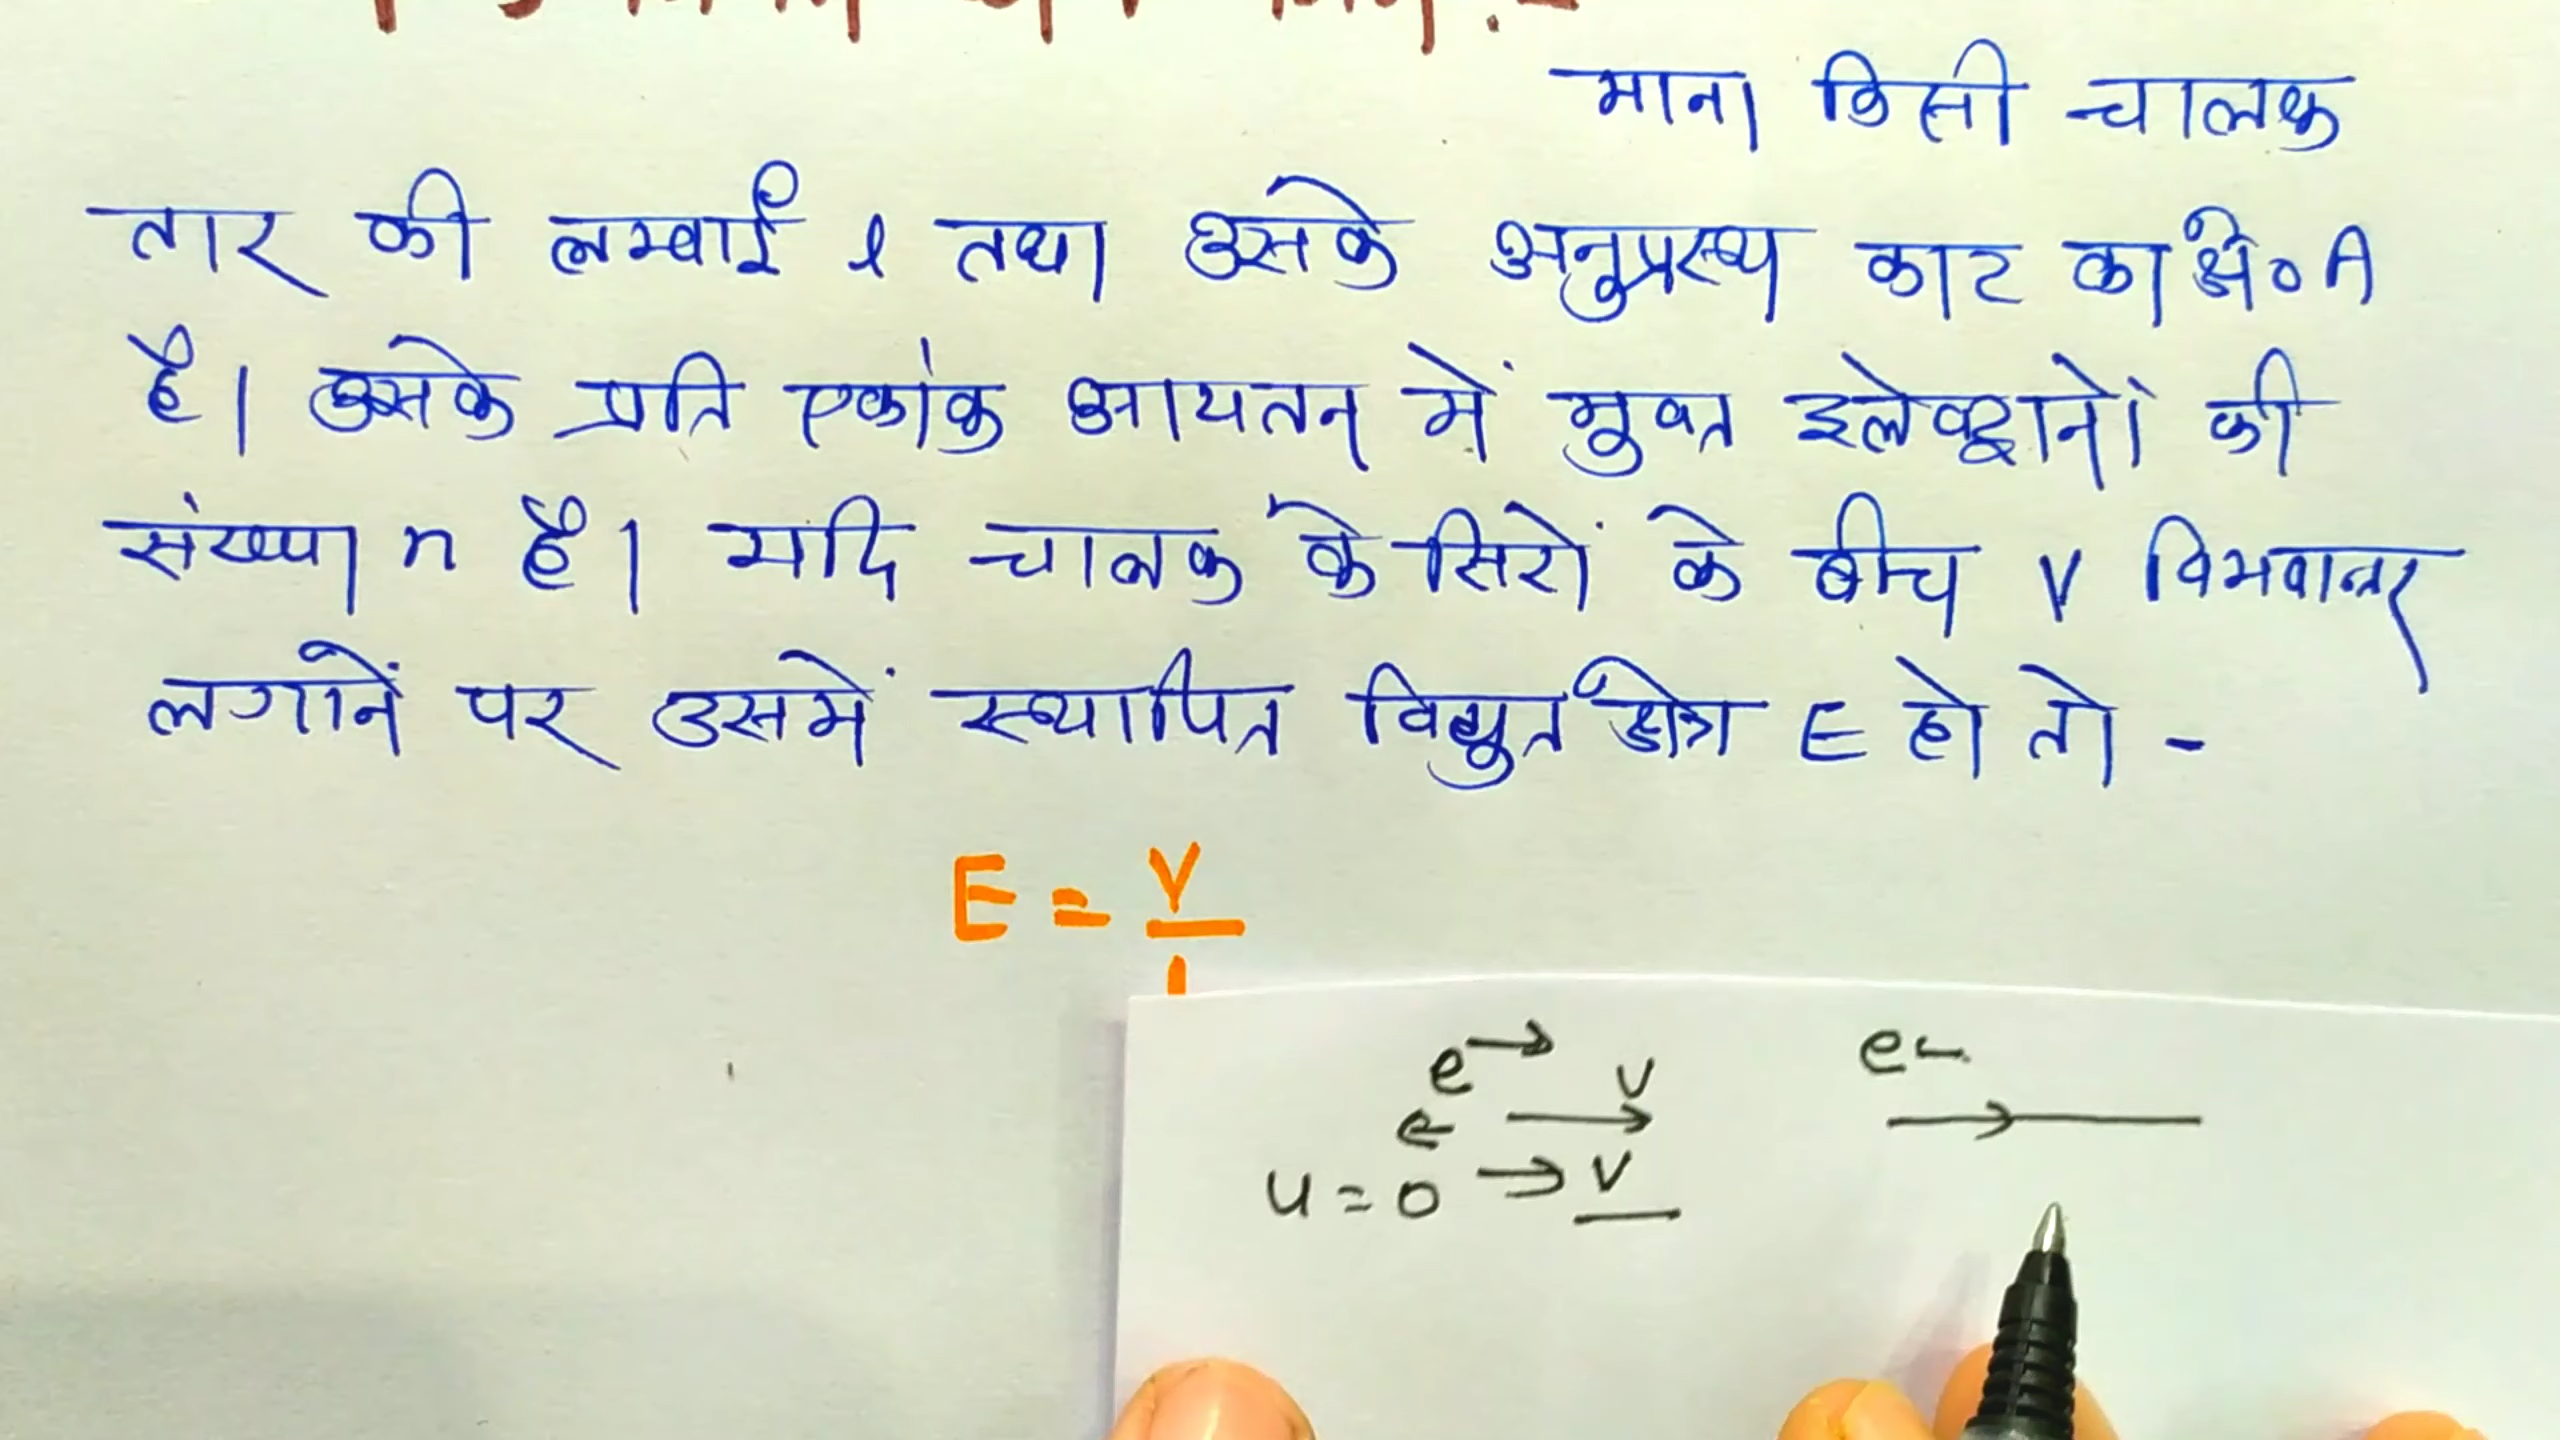 माना किसी चालक
तार की लम्बाई l तथा उसके अनुप्रस्थ काट का क्षे० A
है। उसके प्रति एकांक आयतन में मुक्त इलेक्ट्रानों की
संख्या n है। यदि चालक के सिरों के बीच V विभवान्तर
लगानें पर उसमें स्थापित विद्युत क्षेत्र E हो तो -
E = V
l
e →
e → v
u = 0 → v
e-